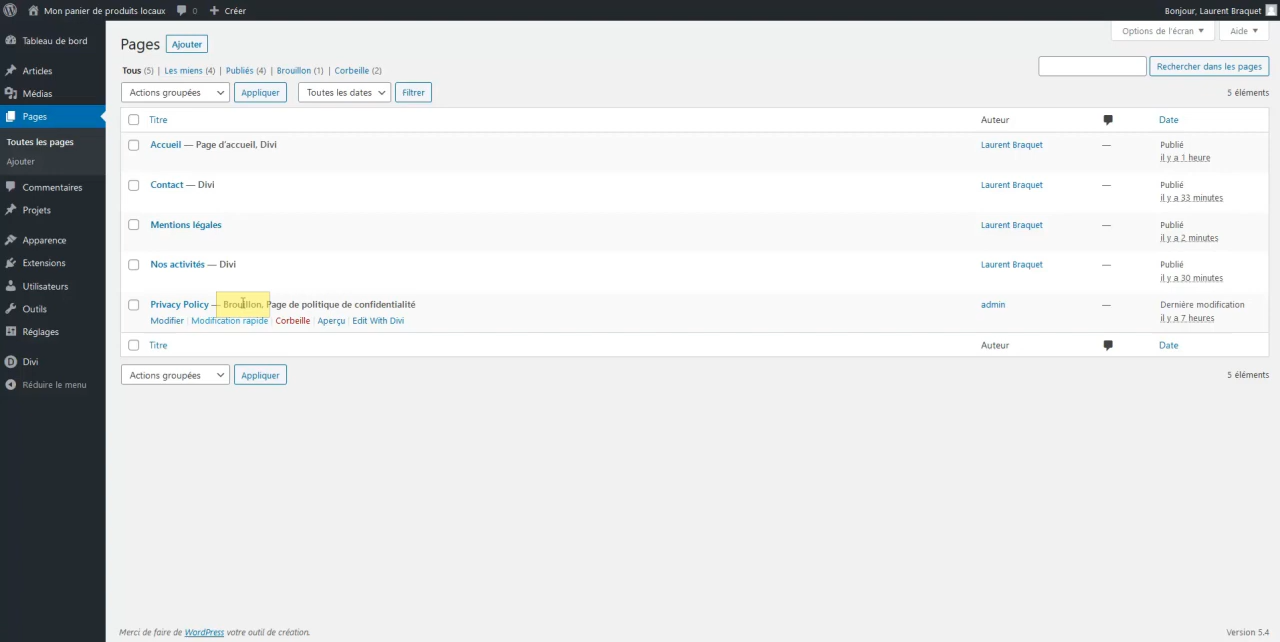 Mon panier de produits locaux 0 Créer Bonjour, Laurent Braquet
Options de l'écran Aide
Tableau de bord
Articles
Médias
Pages
Toutes les pages
Ajouter
Commentaires
Projets
Apparence
Extensions
Utilisateurs
Outils
Réglages
Divi
Réduire le menu
Pages Ajouter
Tous (5) | Les miens (4) | Publiés (4) | Brouillon (1) | Corbeille (2)
Rechercher dans les pages
Actions groupées Appliquer Toutes les dates Filtrer 5 éléments
Titre Auteur Date
Accueil — Page d'accueil, Divi Laurent Braquet — Publié
il y a 1 heure
Contact — Divi Laurent Braquet — Publié
il y a 33 minutes
Mentions légales Laurent Braquet — Publié
il y a 2 minutes
Nos activités — Divi Laurent Braquet — Publié
il y a 30 minutes
Privacy Policy — Brouillon, Page de politique de confidentialité admin — Dernière modification
Modifier | Modification rapide | Corbeille | Aperçu | Edit With Divi il y a 7 heures
Titre Auteur Date
Actions groupées Appliquer 5 éléments
Merci de faire de WordPress votre outil de création. Version 5.4